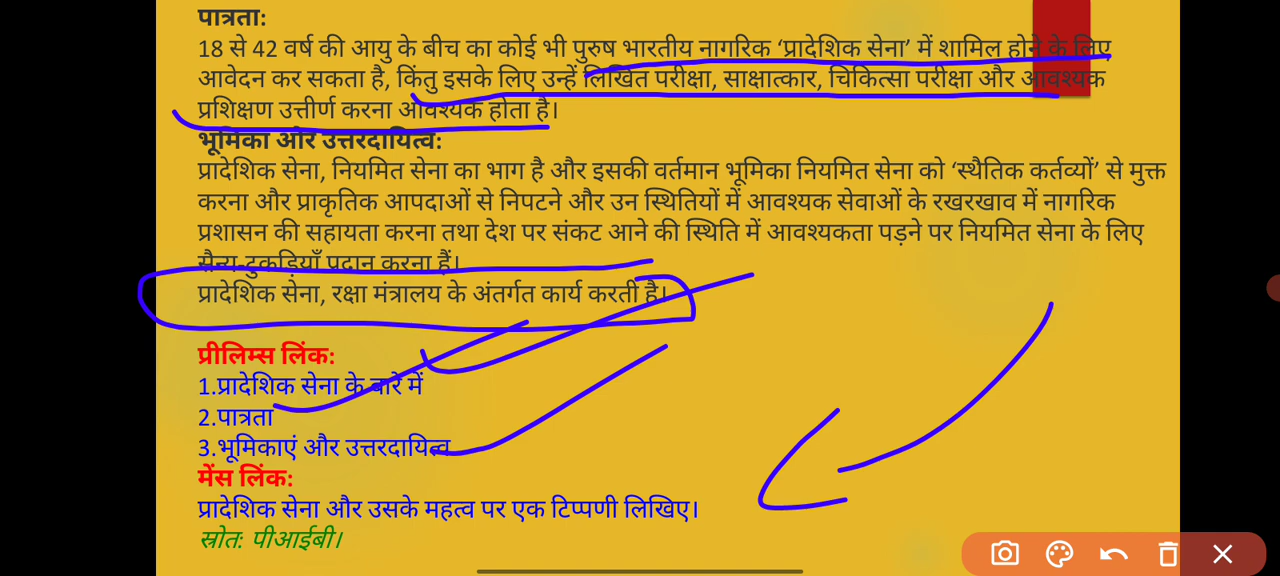 पात्रता:
18 से 42 वर्ष की आयु के बीच का कोई भी पुरुष भारतीय नागरिक ‘प्रादेशिक सेना’ में शामिल होने के लिए
आवेदन कर सकता है, किंतु इसके लिए उन्हें लिखित परीक्षा, साक्षात्कार, चिकित्सा परीक्षा और आवश्यक
प्रशिक्षण उत्तीर्ण करना आवश्यक होता है।
भूमिका और उत्तरदायित्व:
प्रादेशिक सेना, नियमित सेना का भाग है और इसकी वर्तमान भूमिका नियमित सेना को ‘स्थैतिक कर्तव्यों’ से मुक्त
करना और प्राकृतिक आपदाओं से निपटने और उन स्थितियों में आवश्यक सेवाओं के रखरखाव में नागरिक
प्रशासन की सहायता करना तथा देश पर संकट आने की स्थिति में आवश्यकता पड़ने पर नियमित सेना के लिए
सैन्य-टुकड़ियाँ प्रदान करना हैं।
प्रादेशिक सेना, रक्षा मंत्रालय के अंतर्गत कार्य करती है।
प्रीलिम्स लिंक:
1.प्रादेशिक सेना के बारे में
2.पात्रता
3.भूमिकाएं और उत्तरदायित्व
मेंस लिंक:
प्रादेशिक सेना और उसके महत्व पर एक टिप्पणी लिखिए।
स्रोत: पीआईबी।